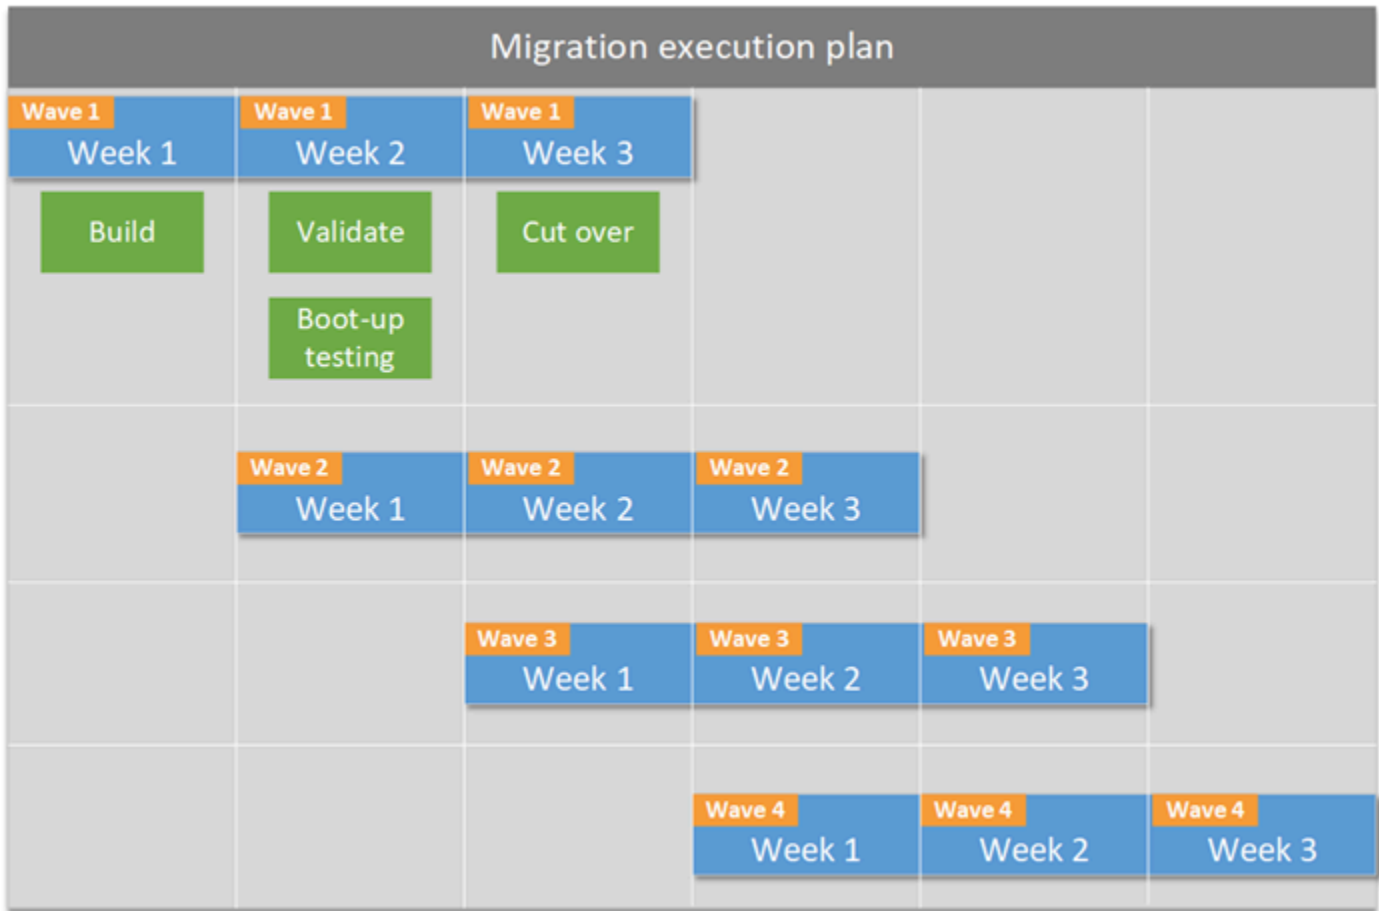 Migration execution plan
Wave 1
Wave 1
Wave 1
Week 1
Week 2
Week 3
Build
Validate
Cut over
Boot-up
testing
Wave 2
Wave 2
Wave 2
Week 1
Week 2
Week 3
Wave 3
Wave 3
Wave 3
Week 1
Week 2
Week 3
Wave 4
Wave 4
Wave 4
Week 1
Week 2
Week 3